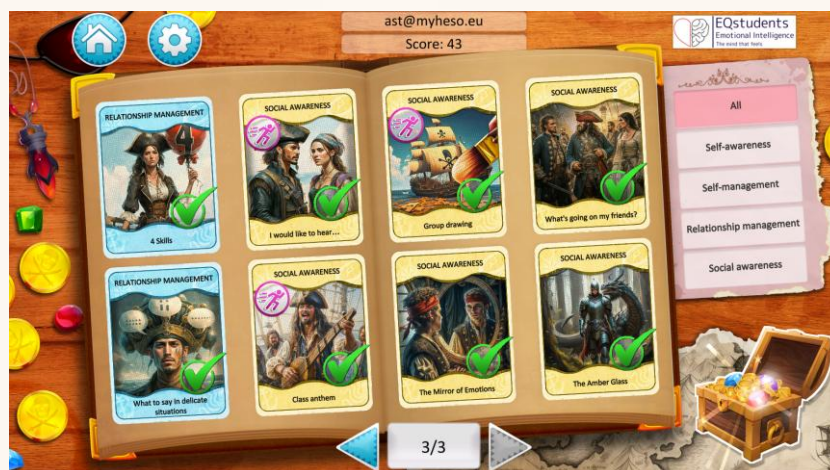 ast@myheso.eu
Score: 43
EQstudents
Emotional Intelligence
The mind that feels
RELATIONSHIP MANAGEMENT
4
4 Skills
SOCIAL AWARENESS
I would like to hear...
SOCIAL AWARENESS
Group drawing
SOCIAL AWARENESS
What's going on my friends?
RELATIONSHIP MANAGEMENT
What to say in delicate
situations
SOCIAL AWARENESS
Class anthem
SOCIAL AWARENESS
The Mirror of Emotions
SOCIAL AWARENESS
The Amber Glass
All
Self-awareness
Self-management
Relationship management
Social awareness
3/3